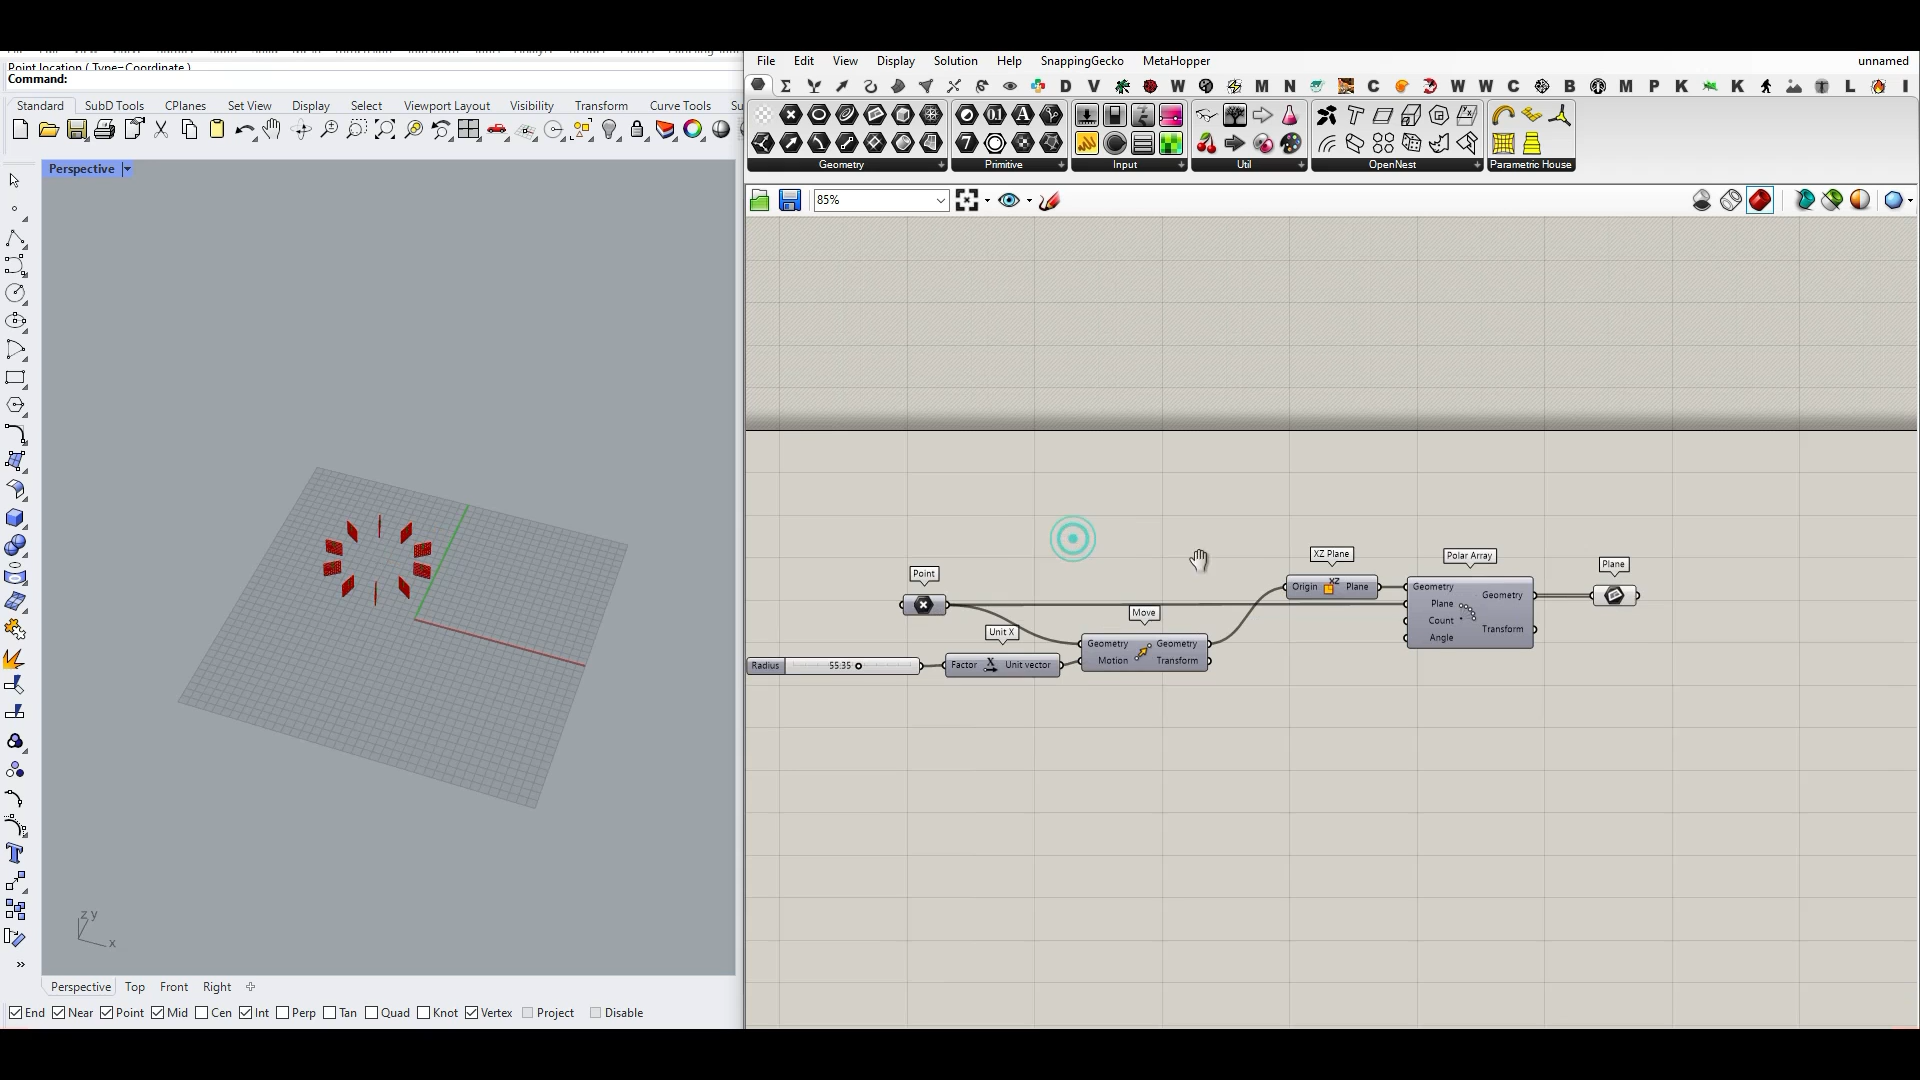 Point location ( Type=Coordinate )
Command:
Standard SubD Tools CPlanes Set View Display Select Viewport Layout Visibility Transform Curve Tools Su
Perspective
z y
x
Perspective Top Front Right
End Near Point Mid Cen Int Perp Tan Quad Knot Vertex Project Disable
File Edit View Display Solution Help SnappingGecko MetaHopper unnamed
D V W M N C W W C B M P K K L I
Geometry Primitive Input Util OpenNest Parametric House
85%
Point
Unit X
Radius 55.35
Factor X Unit vector
Move
Geometry Geometry
Motion Transform
XZ Plane
Origin XZ Plane
Polar Array
Geometry
Plane
Count
Angle
Geometry
Transform
Plane